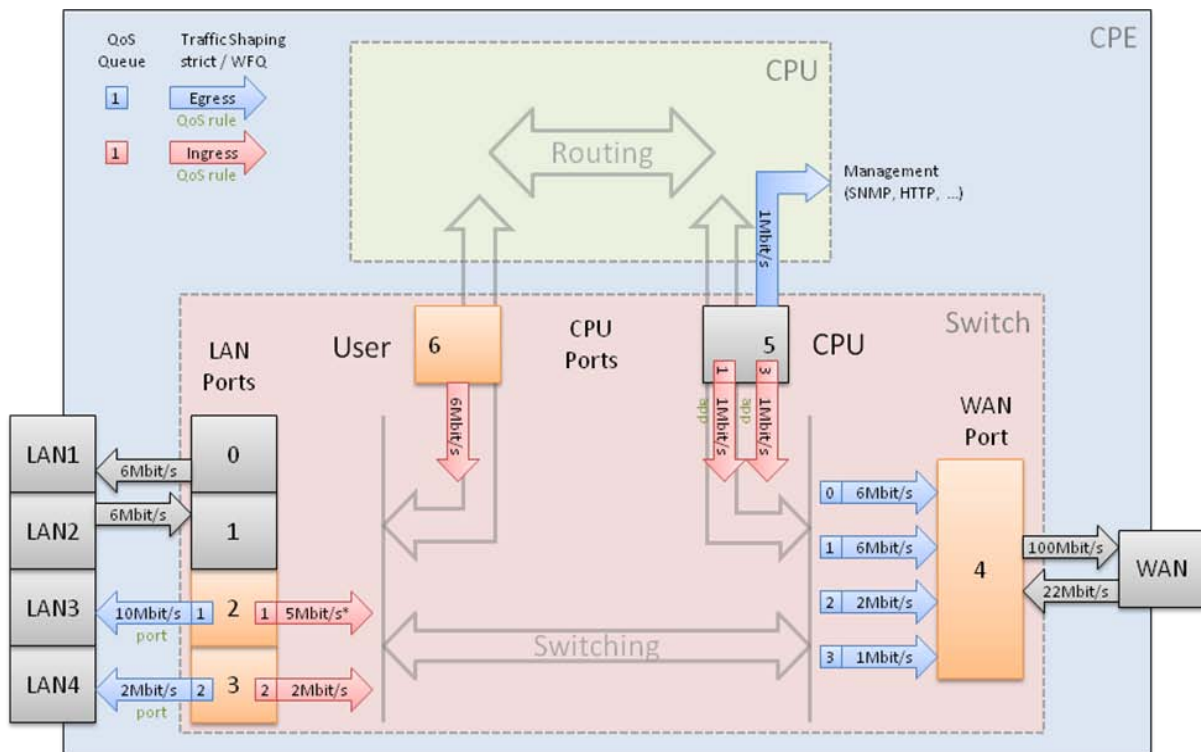 CPE
QoS
Queue
Traffic Shaping
strict / WFQ
1
Egress
QoS rule
1
Ingress
QoS rule
CPU
Routing
Management
(SNMP, HTTP, ...)
1Mbit/s
Switch
User
6
CPU
Ports
5
CPU
LAN
Ports
WAN
Port
6Mbit/s
1
1Mbit/s
app
3
1Mbit/s
app
LAN1
6Mbit/s
0
LAN2
6Mbit/s
1
LAN3
10Mbit/s
1
port
2
1
5Mbit/s*
LAN4
2Mbit/s
2
port
3
2
2Mbit/s
Switching
0
6Mbit/s
1
6Mbit/s
2
2Mbit/s
3
1Mbit/s
4
100Mbit/s
22Mbit/s
WAN